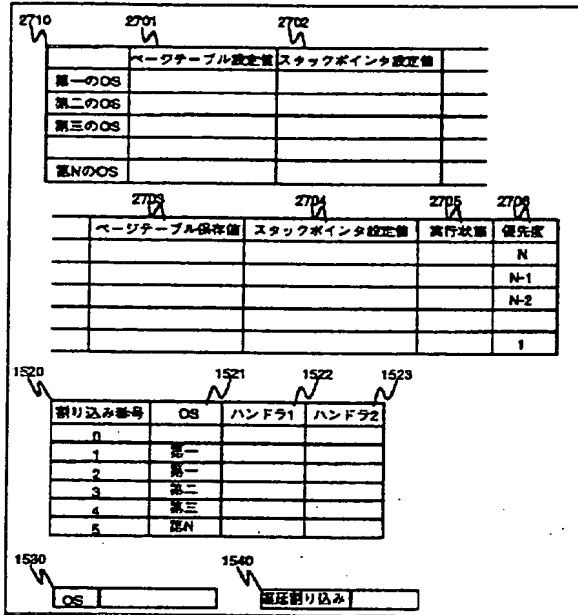 2710 2701 2702
ページテーブル設定値 スタックポインタ設定値
第一のOS
第二のOS
第三のOS
第NのOS
2703 2704 2705 2706
ページテーブル保存値 スタックポインタ設定値 実行状態 優先度
N
N-1
N-2
1
1520 1521 1522 1523
割り込み番号 OS ハンドラ1 ハンドラ2
0
1 第一
2 第一
3 第二
4 第三
5 第N
1530 1540
OS 遅延割り込み